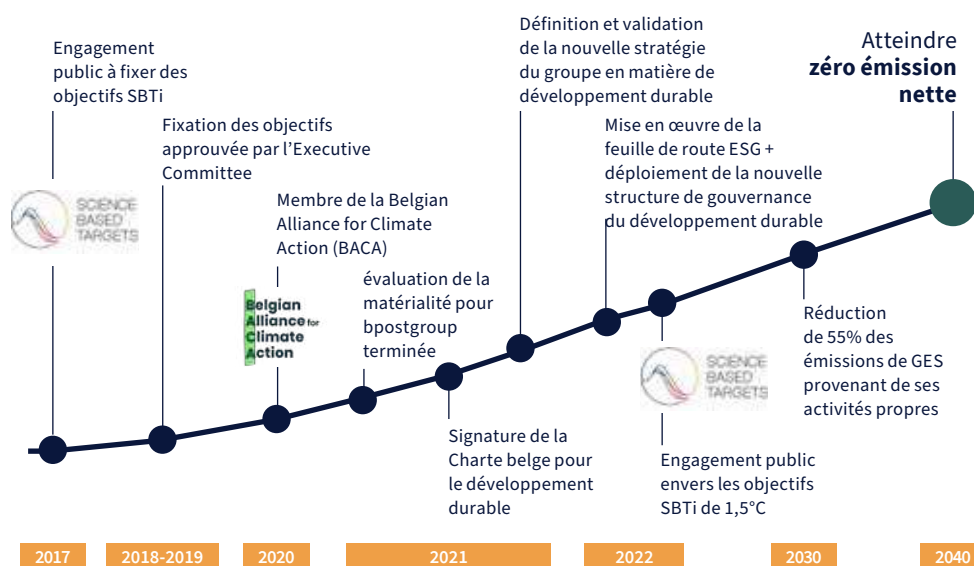 Engagement
public à fixer des
objectifs SBTi
SCIENCE
BASED
TARGETS
Fixation des objectifs
approuvée par l'Executive
Committee
Membre de la Belgian
Alliance for Climate
Action (BACA)
Belgian
Alliance for
Climate
Action
évaluation de la
matérialité pour
bpostgroup
terminée
Signature de la
Charte belge pour
le développement
durable
Définition et validation
de la nouvelle stratégie
du groupe en matière de
développement durable
Mise en œuvre de la
feuille de route ESG +
déploiement de la nouvelle
structure de gouvernance
du développement durable
SCIENCE
BASED
TARGETS
Engagement public
envers les objectifs
SBTi de 1,5°C
Réduction
de 55% des
émissions de GES
provenant de ses
activités propres
Atteindre
zéro émission
nette
2017
2018-2019
2020
2021
2022
2030
2040